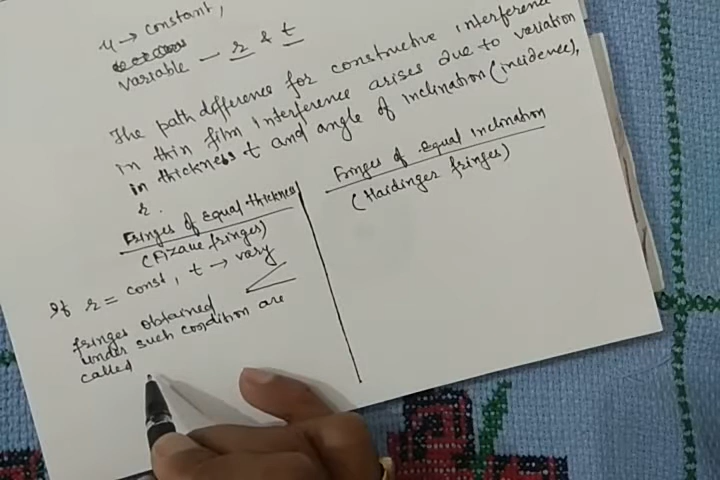 μ → constant,
variable — r & t
The path difference for constructive interference
in thin film interference arises due to variation
in thickness t and angle of inclination (incidence),
r.
Fringes of Equal thickness
(Fizaue fringes)
If r = const, t → vary
fringes obtained
under such condition are
called
Fringes of equal Inclination
(Haidinger fringes)